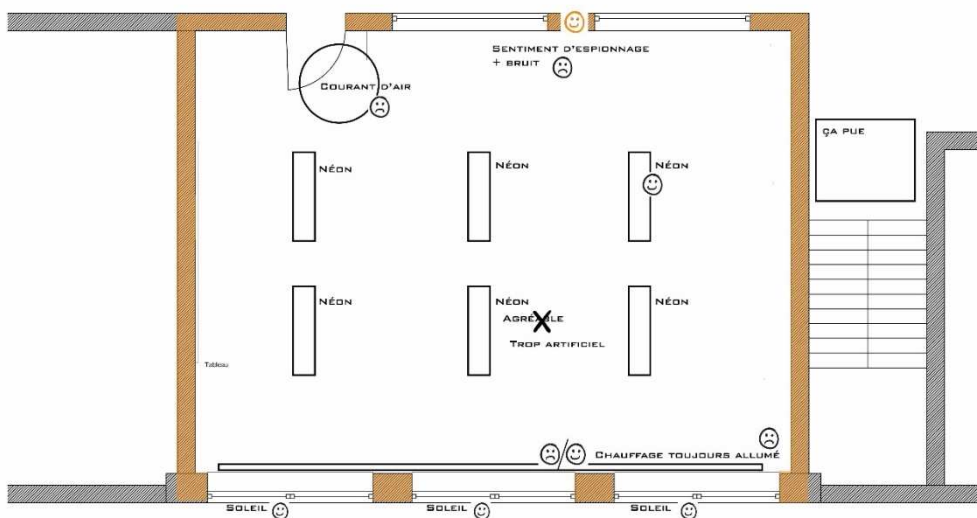 SENTIMENT D'ESPIONNAGE
+ BRUIT
COURANT D'AIR
ÇA PUE
NÉON
NÉON
NÉON
NÉON
NÉON
NÉON
AGRÉABLE
TROP ARTIFICIEL
Tableau
CHAUFFAGE TOUJOURS ALLUMÉ
SOLEIL
SOLEIL
SOLEIL